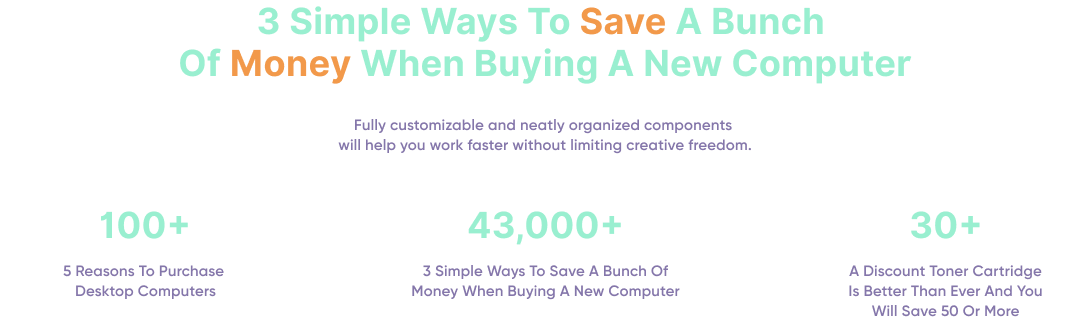 3 Simple Ways To Save A Bunch
Of Money When Buying A New Computer
Fully customizable and neatly organized components
will help you work faster without limiting creative freedom.
100+
5 Reasons To Purchase
Desktop Computers
43,000+
3 Simple Ways To Save A Bunch Of
Money When Buying A New Computer
30+
A Discount Toner Cartridge
Is Better Than Ever And You
Will Save 50 Or More